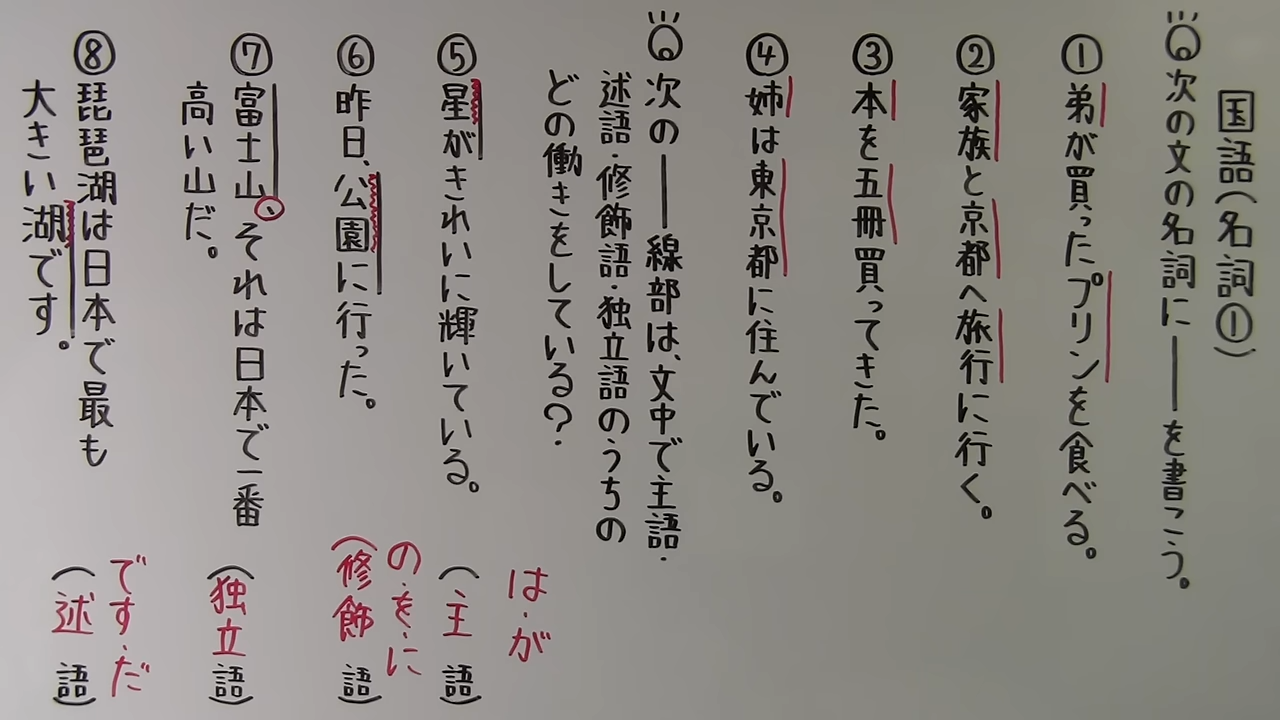 国語(名詞①)
次の文の名詞に――を書こう。
①弟が買ったプリンを食べる。
②家族と京都へ旅行に行く。
③本を五冊買ってきた。
④姉は東京都に住んでいる。
次の――線部は、文中で主語・
述語・修飾語・独立語のうちの
どの働きをしている?
は・が
⑤星がきれいに輝いている。(主語)
の・を・に
⑥昨日、公園に行った。(修飾語)
⑦富士山、それは日本で一番
高い山だ。(独立語)
です・だ
⑧琵琶湖は日本で最も
大きい湖です。(述語)